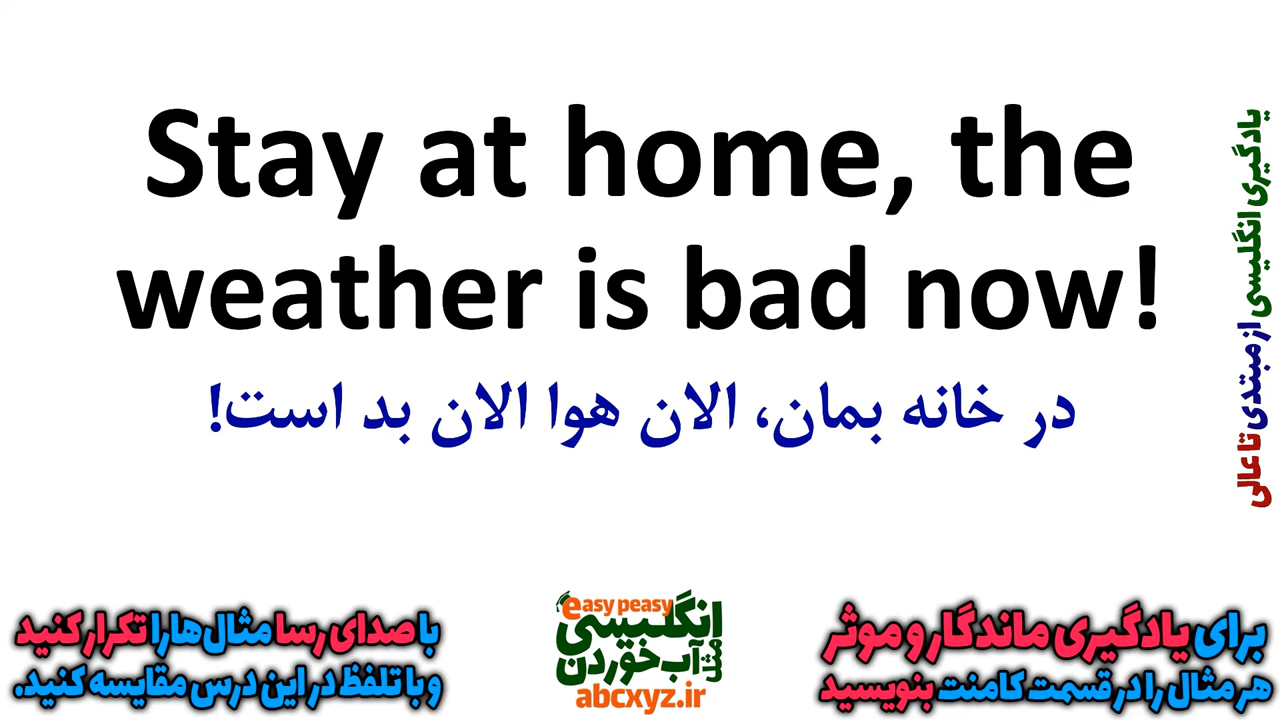 Stay at home, the
weather is bad now!
در خانه بمان، الان هوا الان بد است!
یادگیری انگلیسی از مبتدی تا عالی
برای یادگیری ماندگار و موثر
هر مثال را در قسمت کامنت بنویسید
easy peasy
انگلیسی
مثل آب خوردن
abcxyz.ir
با صدای رسا مثال‌ها را تکرار کنید
و با تلفظ در این درس مقایسه کنید.